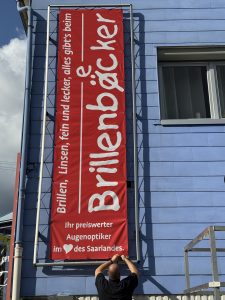 Brillen, Linsen, fein und lecker, alles gibt's beim
e
Brillenbäcker
Ihr preiswerter
Augenoptiker
im ❤ des Saarlandes.